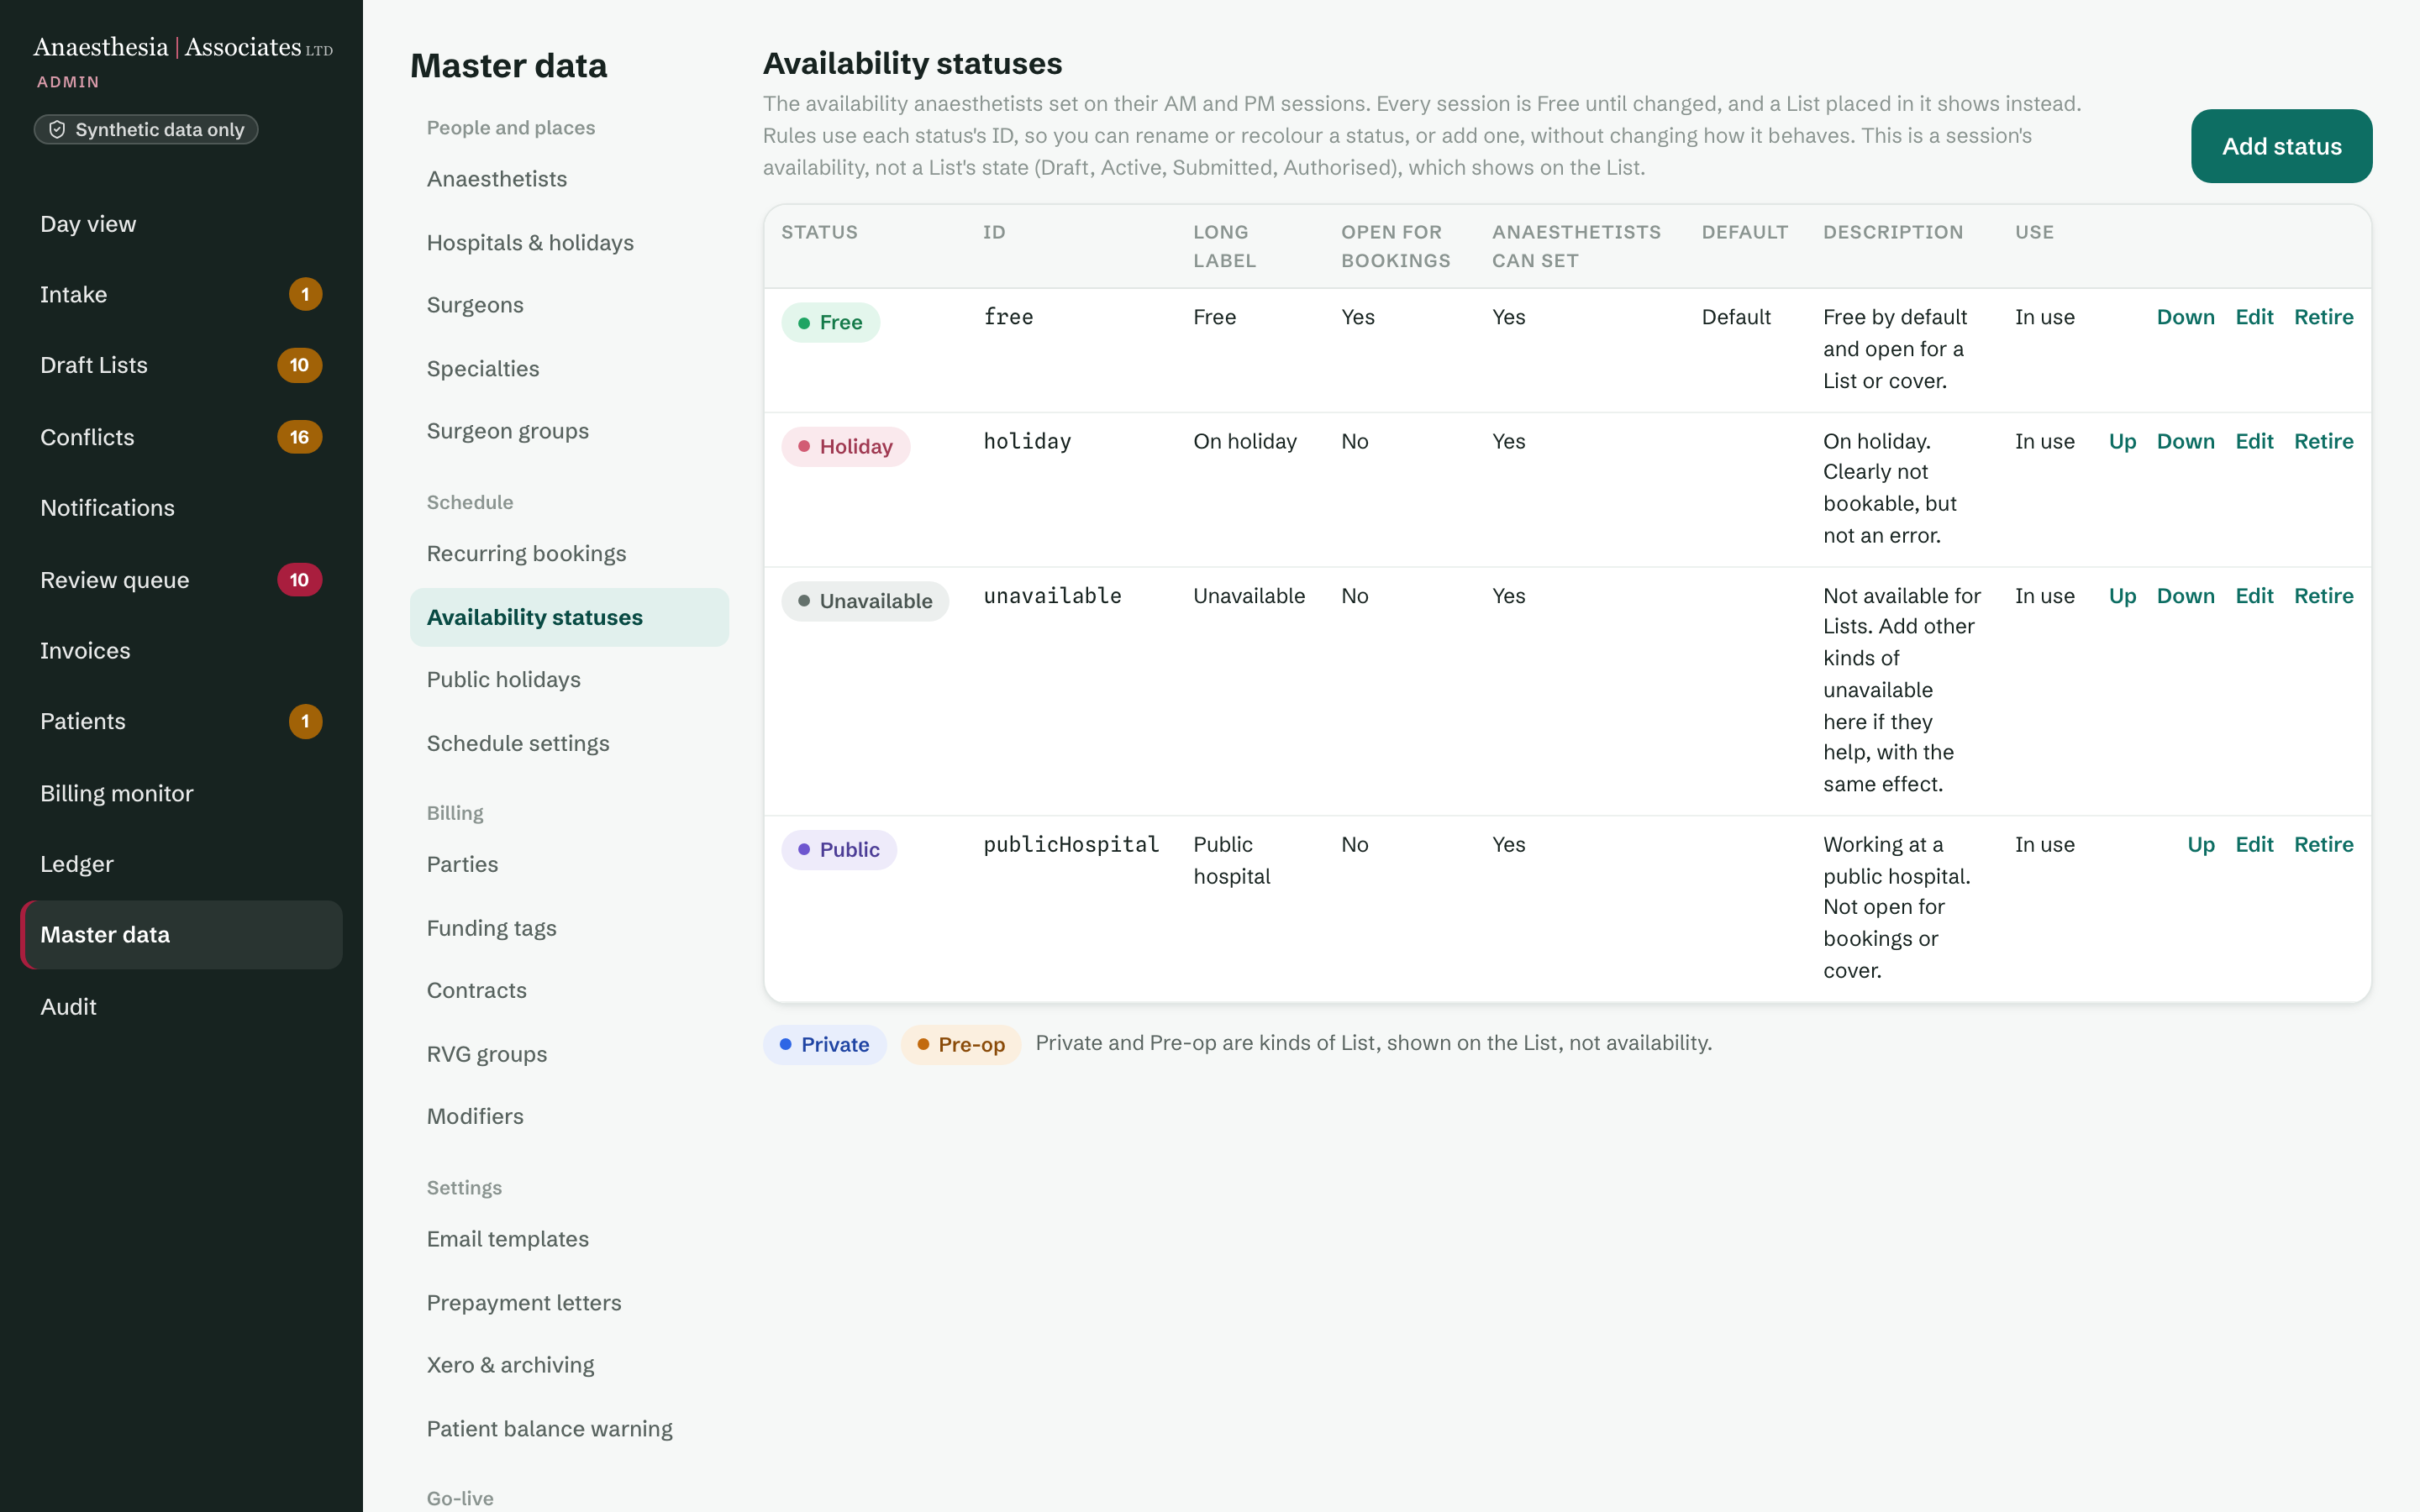 Anaesthesia | Associates LTD
ADMIN
Synthetic data only
Day view
Intake 1
Draft Lists 10
Conflicts 16
Notifications
Review queue 10
Invoices
Patients 1
Billing monitor
Ledger
Master data
Audit
Master data
People and places
Anaesthetists
Hospitals & holidays
Surgeons
Specialties
Surgeon groups
Schedule
Recurring bookings
Availability statuses
Public holidays
Schedule settings
Billing
Parties
Funding tags
Contracts
RVG groups
Modifiers
Settings
Email templates
Prepayment letters
Xero & archiving
Patient balance warning
Go-live
Availability statuses
The availability anaesthetists set on their AM and PM sessions. Every session is Free until changed, and a List placed in it shows instead.
Rules use each status's ID, so you can rename or recolour a status, or add one, without changing how it behaves. This is a session's
availability, not a List's state (Draft, Active, Submitted, Authorised), which shows on the List.
Add status
STATUS ID LONG OPEN FOR ANAESTHETISTS DEFAULT DESCRIPTION USE
LABEL BOOKINGS CAN SET
Free free Free Yes Yes Default Free by default In use Down Edit Retire
and open for a
List or cover.
Holiday holiday On holiday No Yes On holiday. In use Up Down Edit Retire
Clearly not
bookable, but
not an error.
Unavailable unavailable Unavailable No Yes Not available for In use Up Down Edit Retire
Lists. Add other
kinds of
unavailable
here if they
help, with the
same effect.
Public publicHospital Public No Yes Working at a In use Up Edit Retire
hospital public hospital.
Not open for
bookings or
cover.
Private Pre-op Private and Pre-op are kinds of List, shown on the List, not availability.